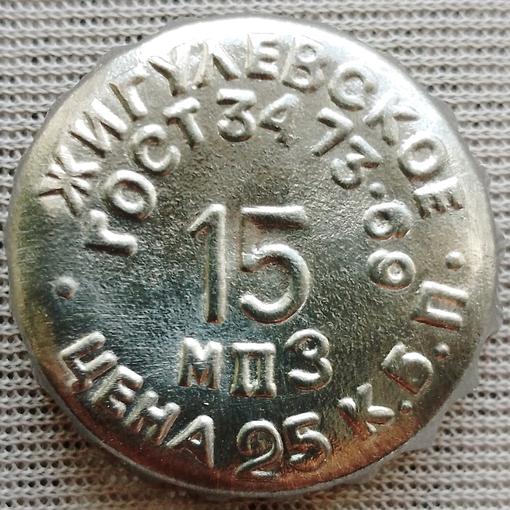 ЖИГУЛЕВСКОЕ
ГОСТ 3473-69
15
МПЗ
· ЦЕНА 25 К.Б.П. ·